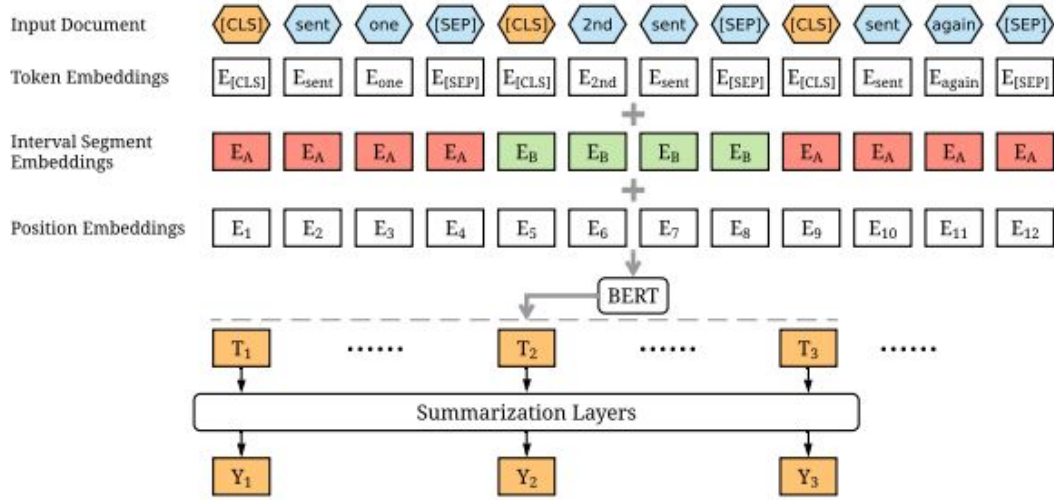 Input Document [CLS] sent one [SEP] [CLS] 2nd sent [SEP] [CLS] sent again [SEP]
Token Embeddings E[CLS] Esent Eone E[SEP] E[CLS] E2nd Esent E[SEP] E[CLS] Esent Eagain E[SEP]
+
Interval Segment
Embeddings EA EA EA EA EB EB EB EB EA EA EA EA
+
Position Embeddings E1 E2 E3 E4 E5 E6 E7 E8 E9 E10 E11 E12
BERT
T1 ...... T2 ...... T3 ......
Summarization Layers
Y1 Y2 Y3